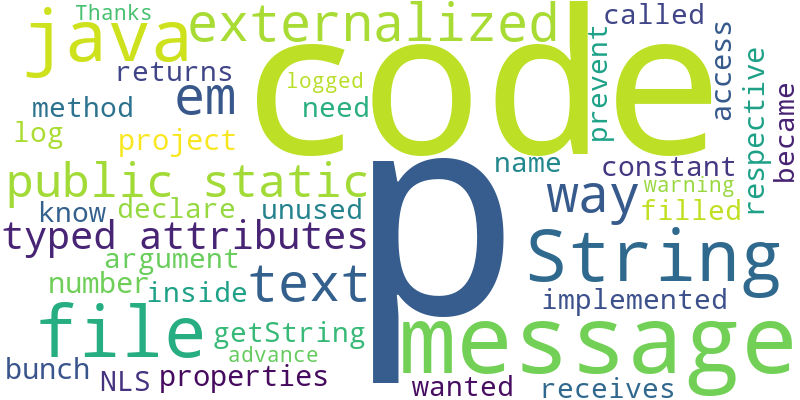 Thanks
called
java
externalized
code
prevent
access
returns
logged
em
need
respective
became
method
log
project
name
constant
public static
p
way
warning
filled
know
declare
unused
typed attributes
String
argument
text
number
inside
implemented
file
getString
message
advance
bunch
NLS
properties
wanted
receives